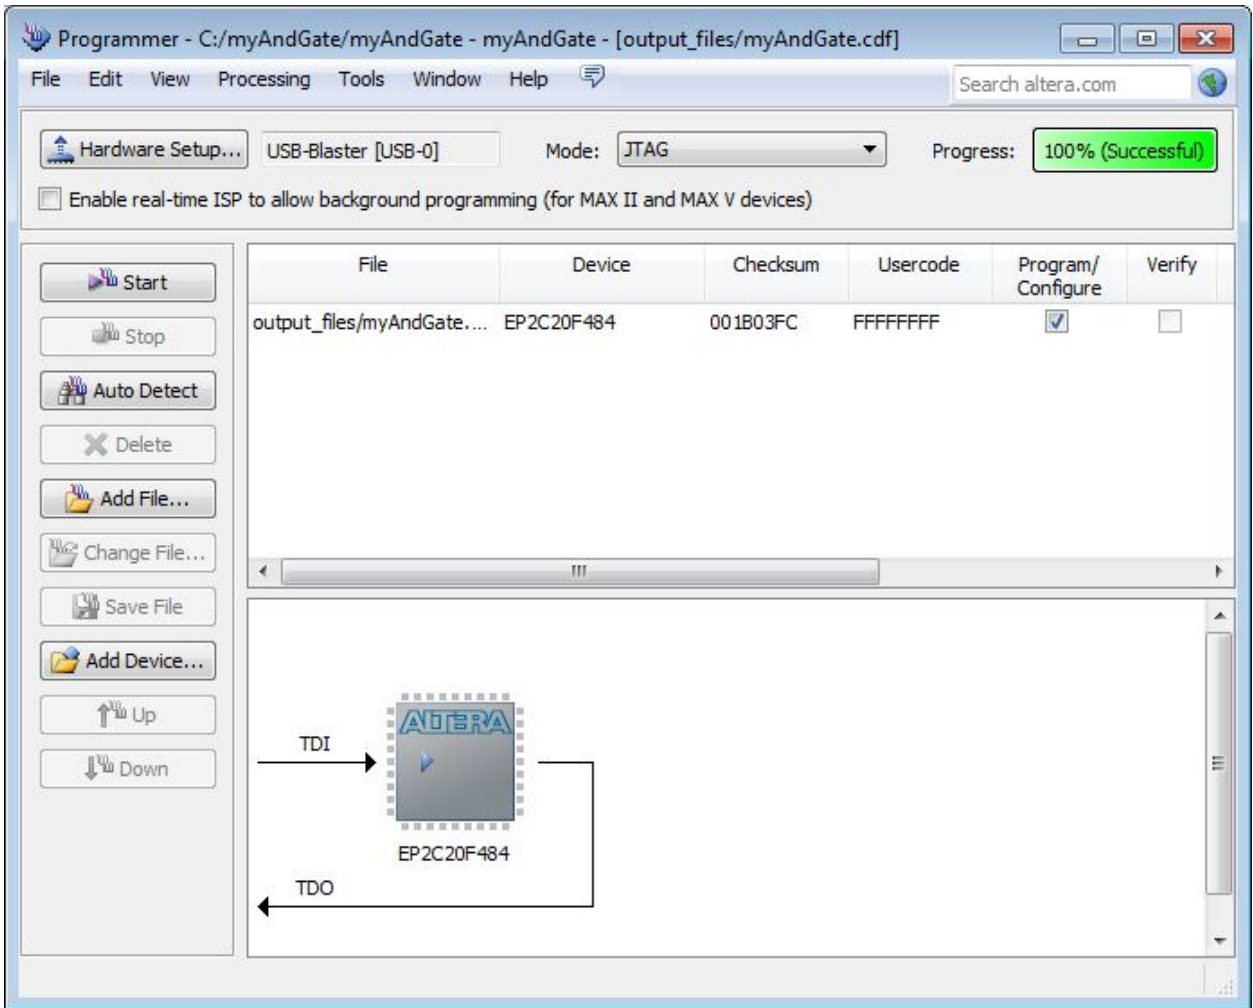 Programmer - C:/myAndGate/myAndGate - myAndGate - [output_files/myAndGate.cdf]
File Edit View Processing Tools Window Help
Search altera.com
Hardware Setup... USB-Blaster [USB-0] Mode: JTAG Progress: 100% (Successful)
Enable real-time ISP to allow background programming (for MAX II and MAX V devices)
Start
Stop
Auto Detect
Delete
Add File...
Change File...
Save File
Add Device...
Up
Down
File Device Checksum Usercode Program/ Verify
Configure
output_files/myAndGate.... EP2C20F484 001B03FC FFFFFFFF
ALTERA
TDI
EP2C20F484
TDO